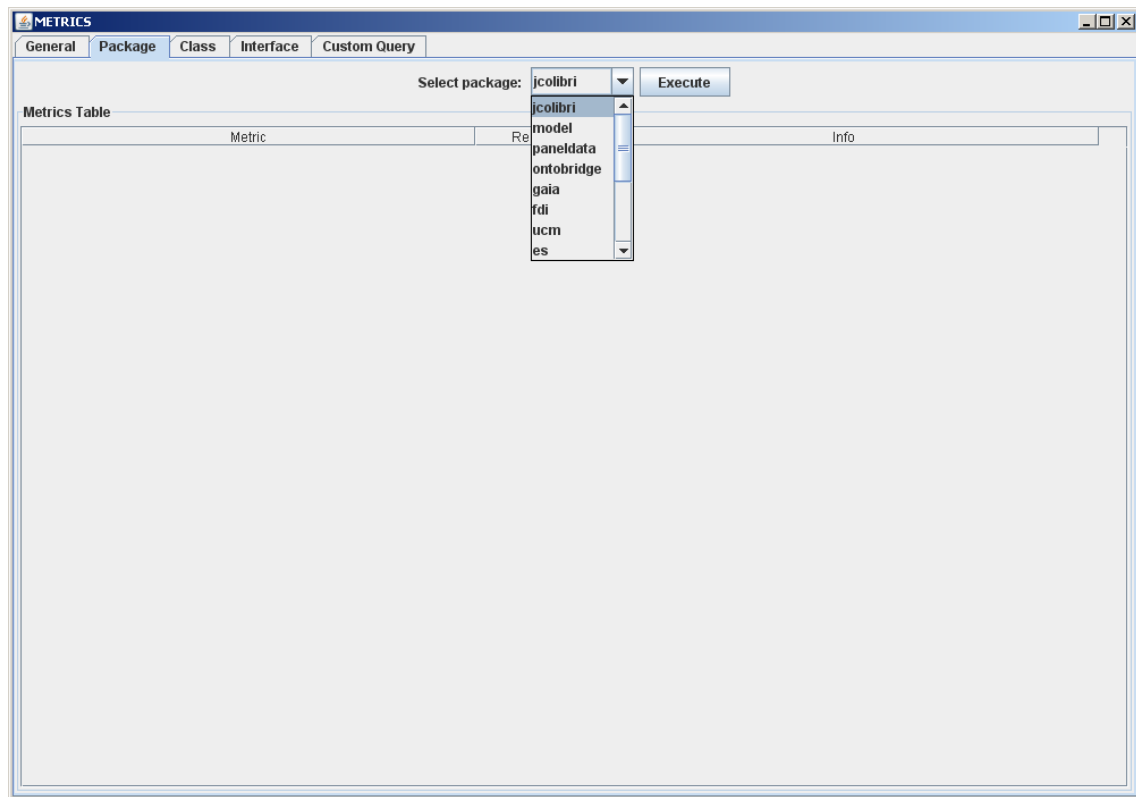 METRICS
General Package Class Interface Custom Query
Select package: jcolibri Execute
Metrics Table
Metric Re Info
jcolibri
model
paneldata
ontobridge
gaia
fdi
ucm
es